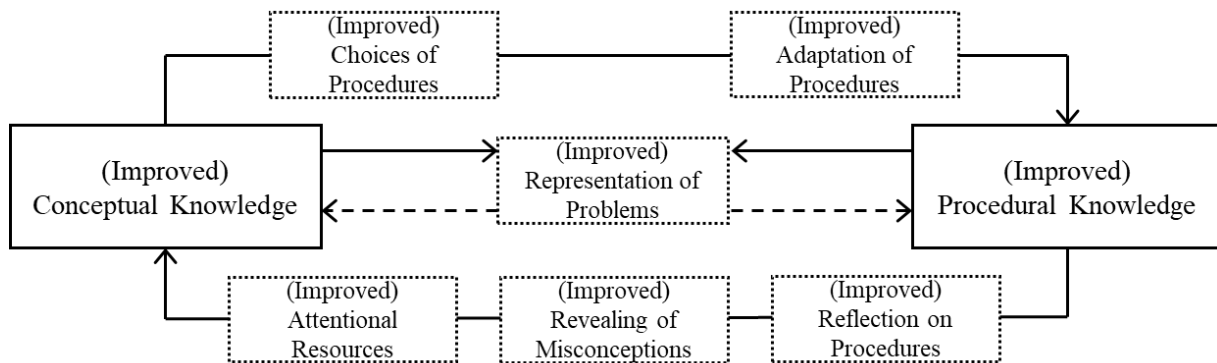 (Improved)
Choices of
Procedures
(Improved)
Adaptation of
Procedures
(Improved)
Conceptual Knowledge
(Improved)
Representation of
Problems
(Improved)
Procedural Knowledge
(Improved)
Attentional
Resources
(Improved)
Revealing of
Misconceptions
(Improved)
Reflection on
Procedures